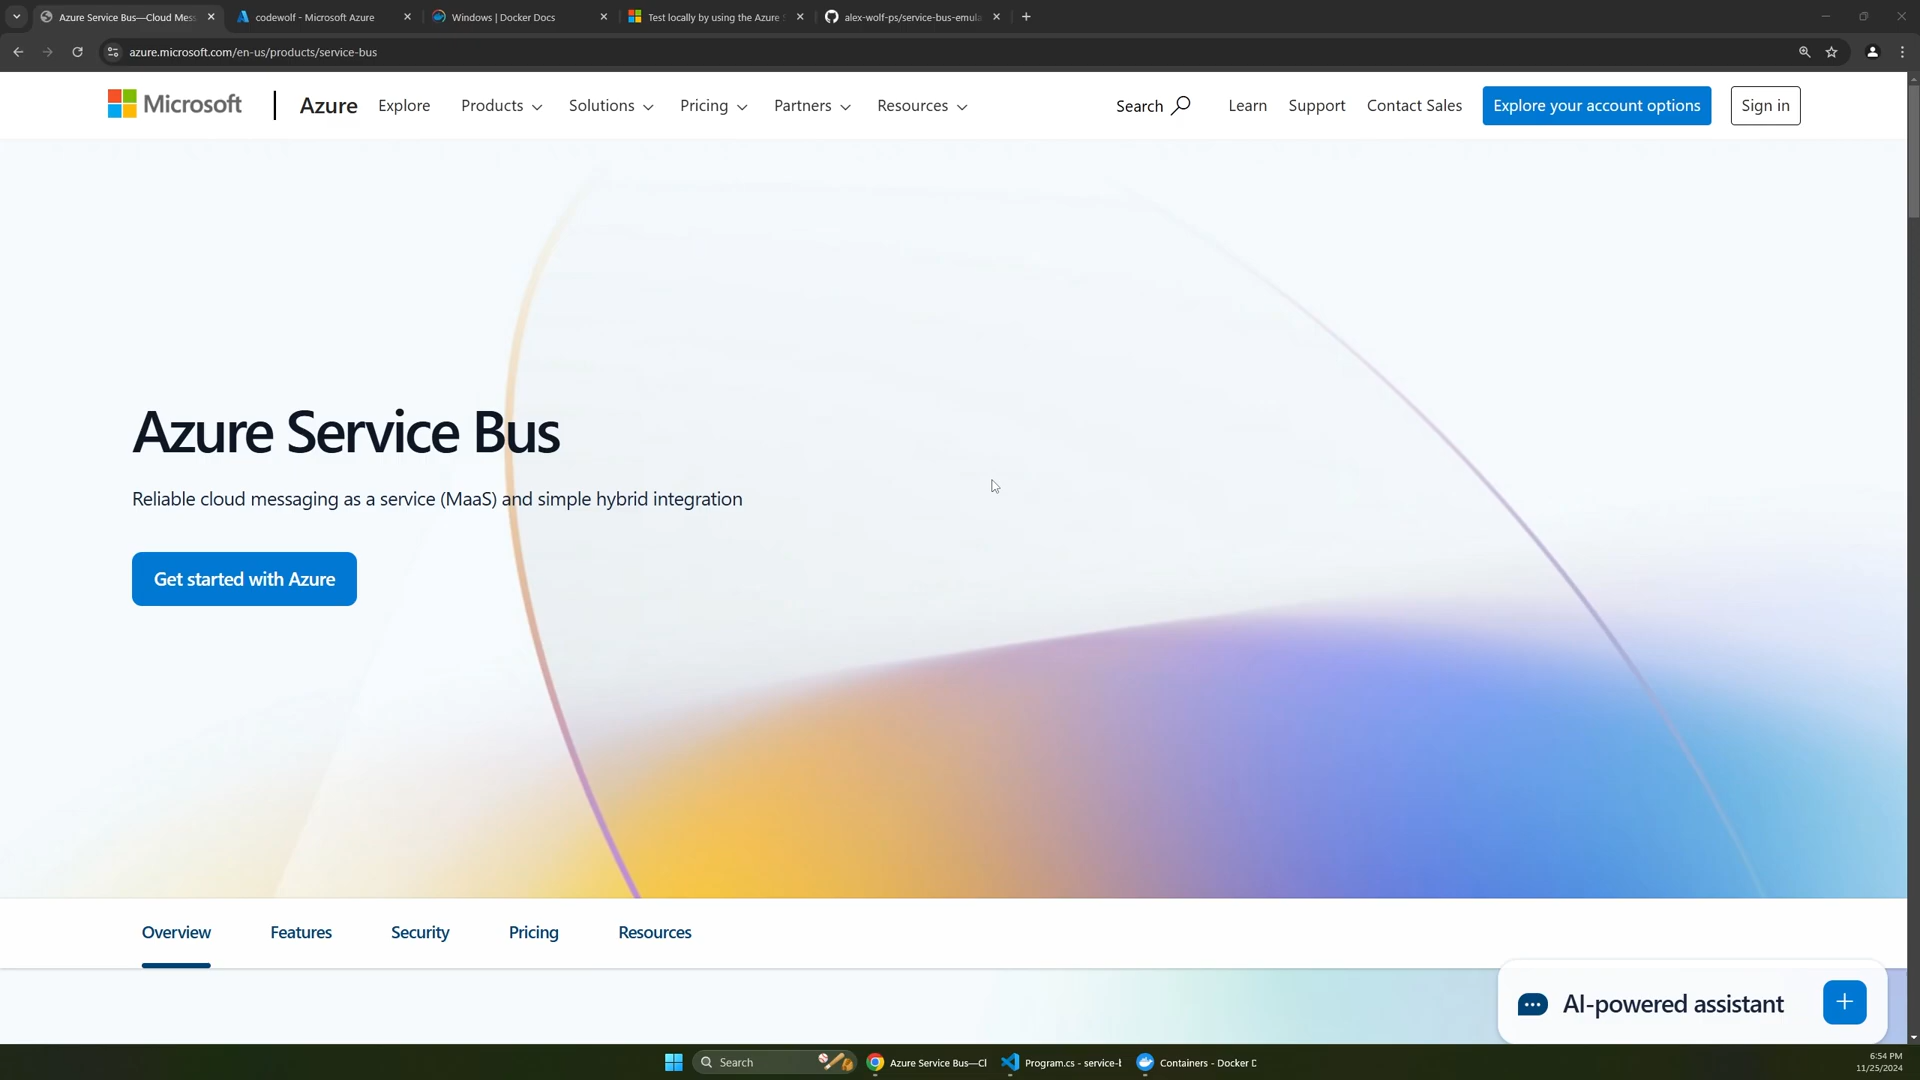 Azure Service Bus—Cloud Mess
codewolf - Microsoft Azure
Windows | Docker Docs
Test locally by using the Azure S
alex-wolf-ps/service-bus-emula
azure.microsoft.com/en-us/products/service-bus
Microsoft
Azure
Explore
Products
Solutions
Pricing
Partners
Resources
Search
Learn
Support
Contact Sales
Explore your account options
Sign in
Azure Service Bus
Reliable cloud messaging as a service (MaaS) and simple hybrid integration
Get started with Azure
Overview
Features
Security
Pricing
Resources
AI-powered assistant
Search
Azure Service Bus—Cl
Program.cs - service-b
Containers - Docker D
6:54 PM
11/25/2024